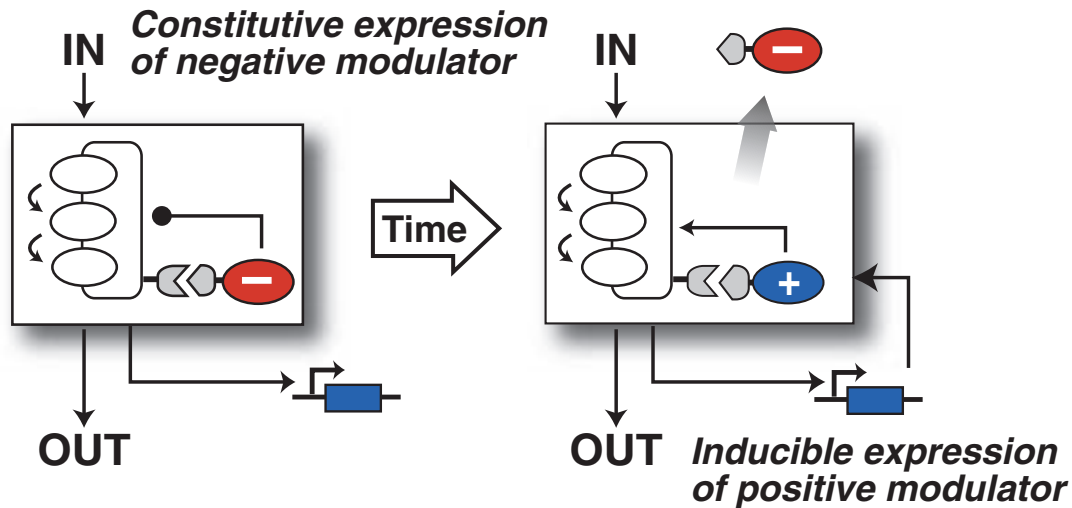 IN
Constitutive expression
of negative modulator
−
OUT
Time
IN
−
+
OUT
Inducible expression
of positive modulator